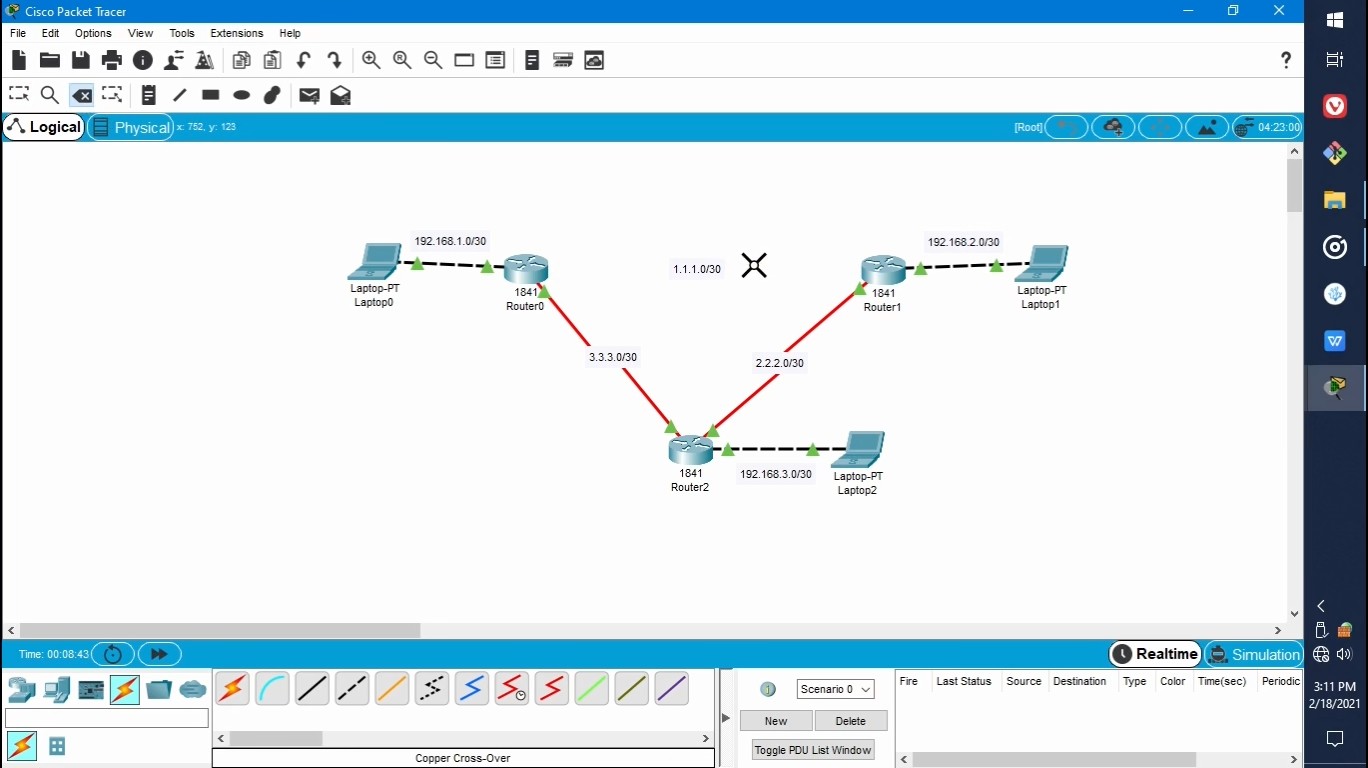 Cisco Packet Tracer
File Edit Options View Tools Extensions Help
?
Logical Physical x: 752, y: 123 [Root] 04:23:00
192.168.1.0/30
Laptop-PT
Laptop0
1841
Router0
1.1.1.0/30
192.168.2.0/30
1841
Router1
Laptop-PT
Laptop1
3.3.3.0/30
2.2.2.0/30
1841
Router2
192.168.3.0/30
Laptop-PT
Laptop2
Time: 00:08:43 Realtime Simulation
Scenario 0
New Delete
Toggle PDU List Window
Fire Last Status Source Destination Type Color Time(sec) Periodic
Copper Cross-Over
3:11 PM
2/18/2021